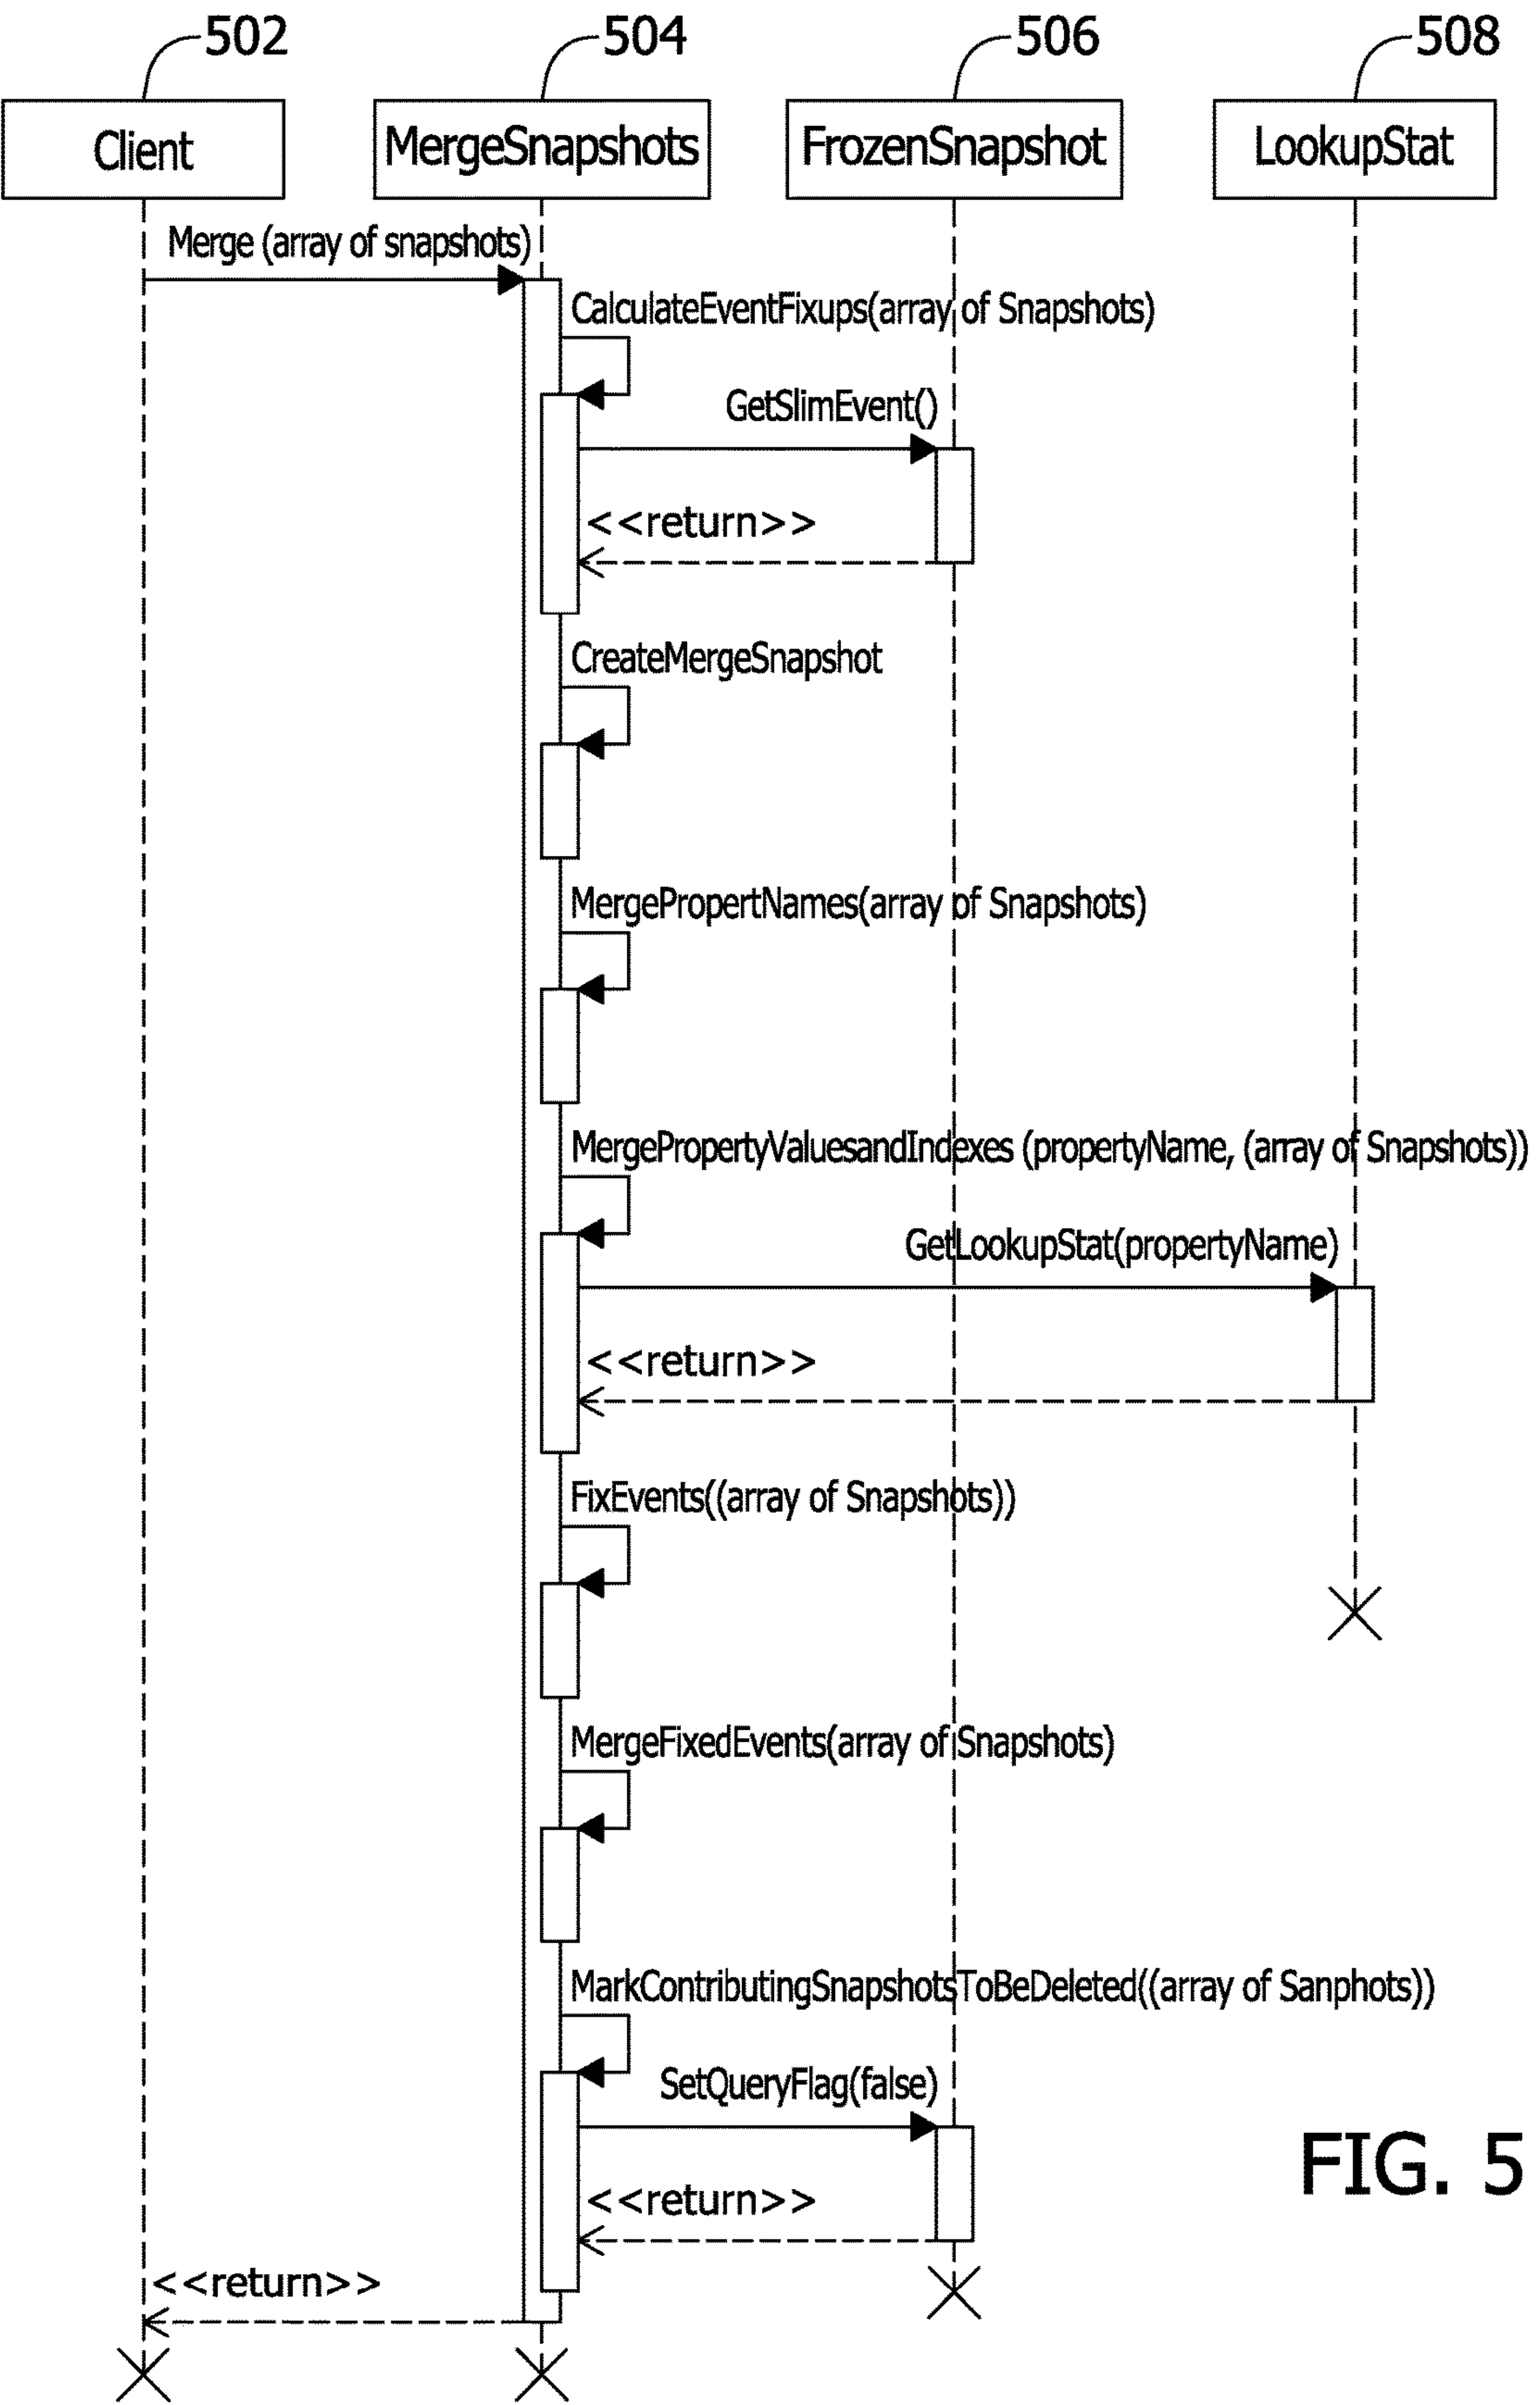 502
504
506
508
Client
MergeSnapshots
FrozenSnapshot
LookupStat
Merge (array of snapshots)
CalculateEventFixups(array of Snapshots)
GetSlimEvent()
<<return>>
CreateMergeSnapshot
MergePropertNames(array of Snapshots)
MergePropertyValuesandIndexes (propertyName, (array of Snapshots))
GetLookupStat(propertyName)
<<return>>
FixEvents((array of Snapshots))
MergeFixedEvents(array of Snapshots)
MarkContributingSnapshotsToBeDeleted((array of Sanphots))
SetQueryFlag(false)
<<return>>
<<return>>
FIG. 5